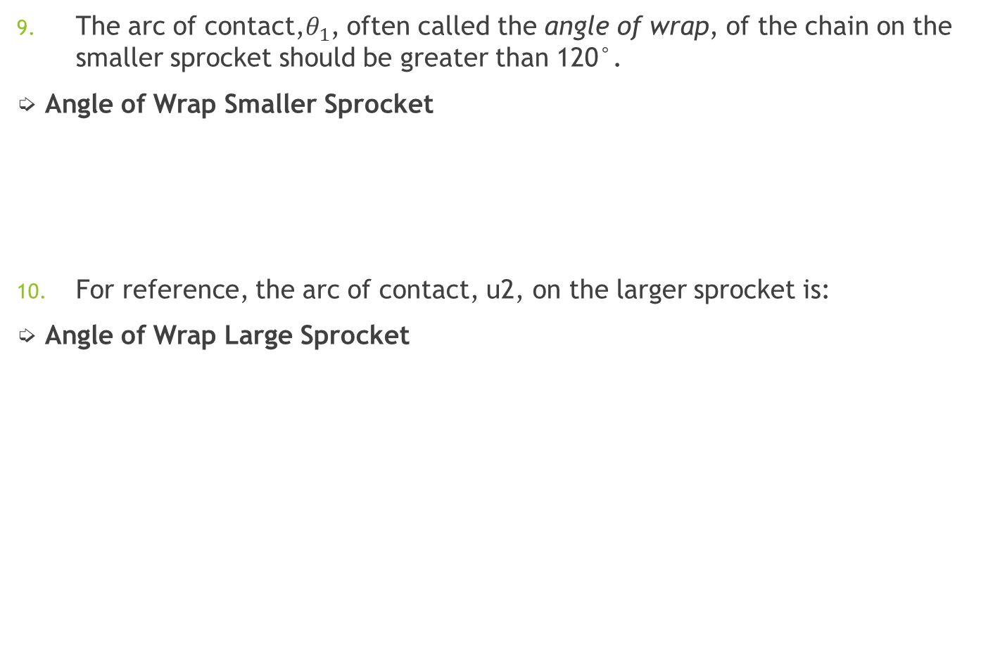 9. The arc of contact,𝜃₁, often called the angle of wrap, of the chain on the
smaller sprocket should be greater than 120°.
➪ Angle of Wrap Smaller Sprocket
10. For reference, the arc of contact, u2, on the larger sprocket is:
➪ Angle of Wrap Large Sprocket